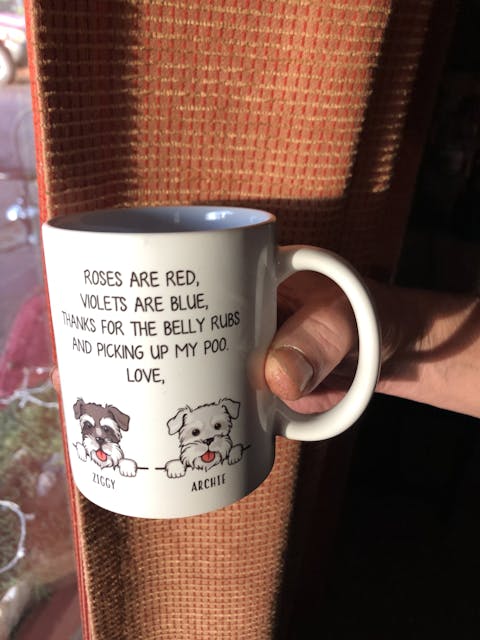 ROSES ARE RED,
VIOLETS ARE BLUE,
THANKS FOR THE BELLY RUBS
AND PICKING UP MY POO.
LOVE,
ZIGGY ARCHIE